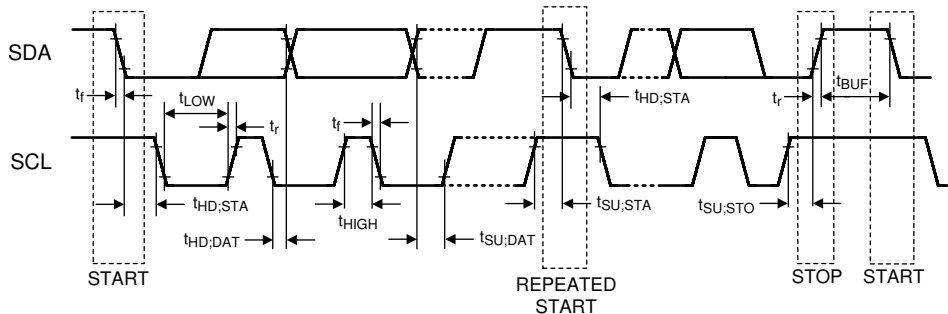 SDA
t_f
t_LOW
t_r
t_f
t_HD;STA
t_r
t_BUF
SCL
t_HD;STA
t_HD;DAT
t_HIGH
t_SU;DAT
t_SU;STA
t_SU;STO
START
REPEATED
START
STOP
START